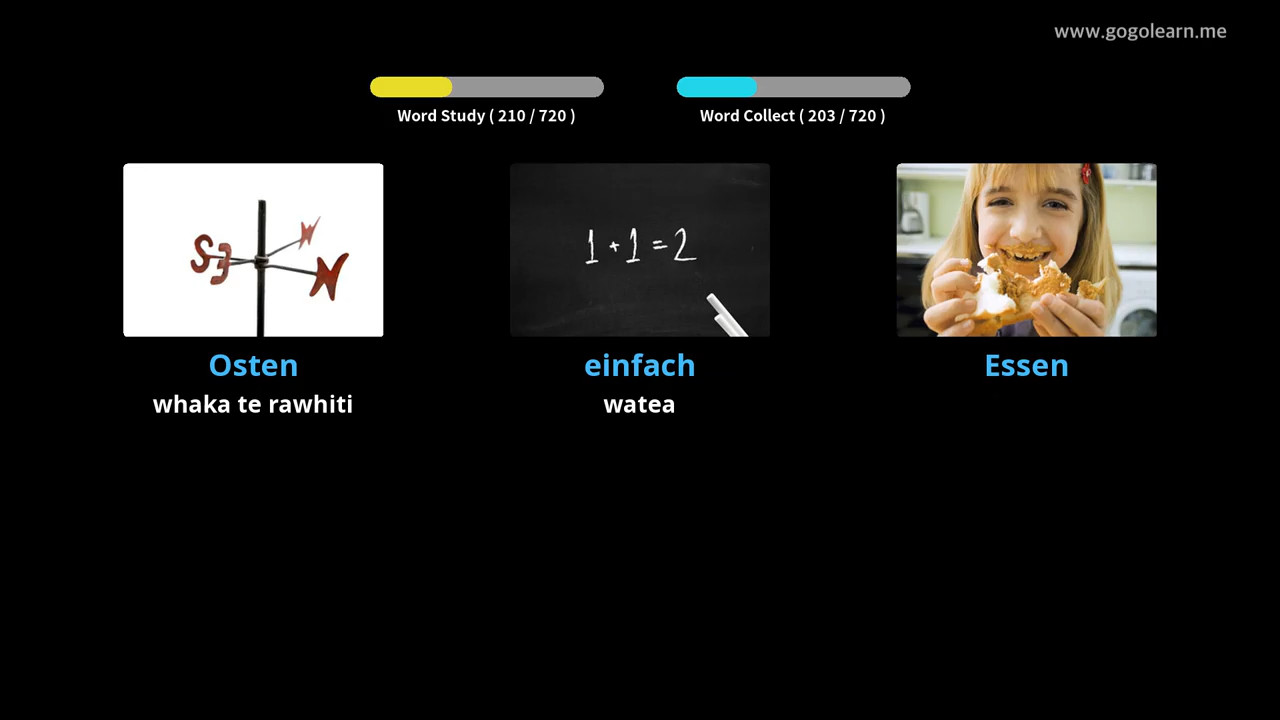 www.gogolearn.me
Word Study ( 210 / 720 )
Word Collect ( 203 / 720 )
S E N W
1 + 1 = 2
Osten
einfach
Essen
whaka te rawhiti
watea